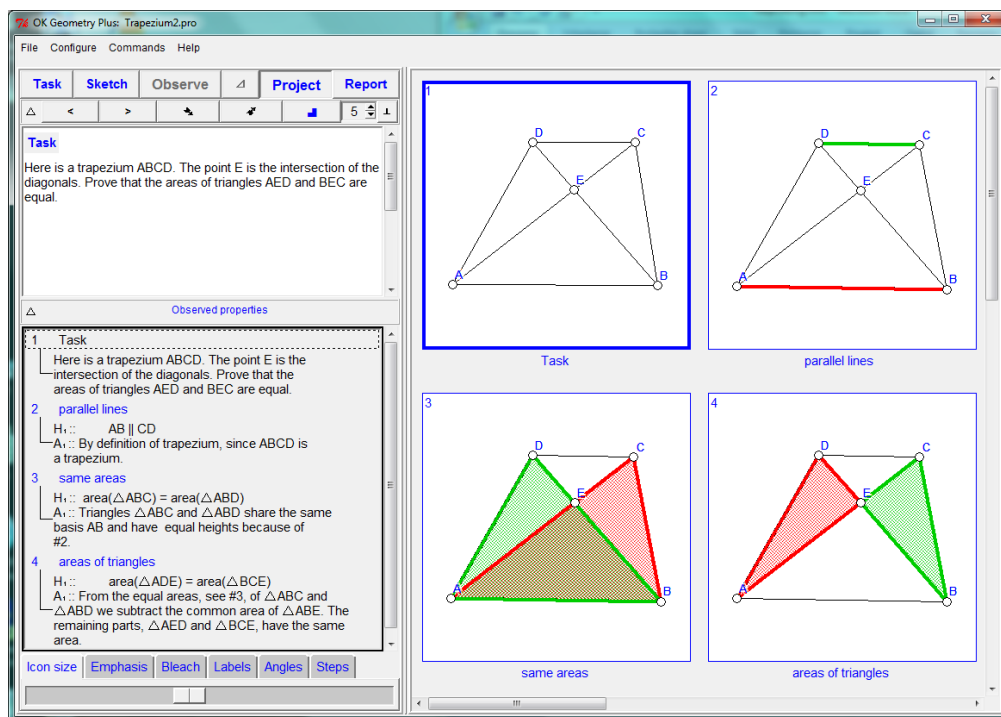 OK Geometry Plus: Trapezium2.pro
File Configure Commands Help
Task Sketch Observe ⊿ Project Report
△ < > 5
Task
Here is a trapezium ABCD. The point E is the intersection of the
diagonals. Prove that the areas of triangles AED and BEC are
equal.
△ Observed properties
1 Task
Here is a trapezium ABCD. The point E is the
intersection of the diagonals. Prove that the
areas of triangles AED and BEC are equal.
2 parallel lines
H₁ :: AB || CD
A₁ :: By definition of trapezium, since ABCD is
a trapezium.
3 same areas
H₁ :: area(△ABC) = area(△ABD)
A₁ :: Triangles △ABC and △ABD share the same
basis AB and have equal heights because of
#2.
4 areas of triangles
H₁ :: area(△ADE) = area(△BCE)
A₁ :: From the equal areas, see #3, of △ABC and
△ABD we subtract the common area of △ABE. The
remaining parts, △AED and △BCE, have the same
area.
Icon size Emphasis Bleach Labels Angles Steps
1
D C
E
A B
Task
2
D C
E
A B
parallel lines
3
D C
E
A B
same areas
4
D C
E
A B
areas of triangles